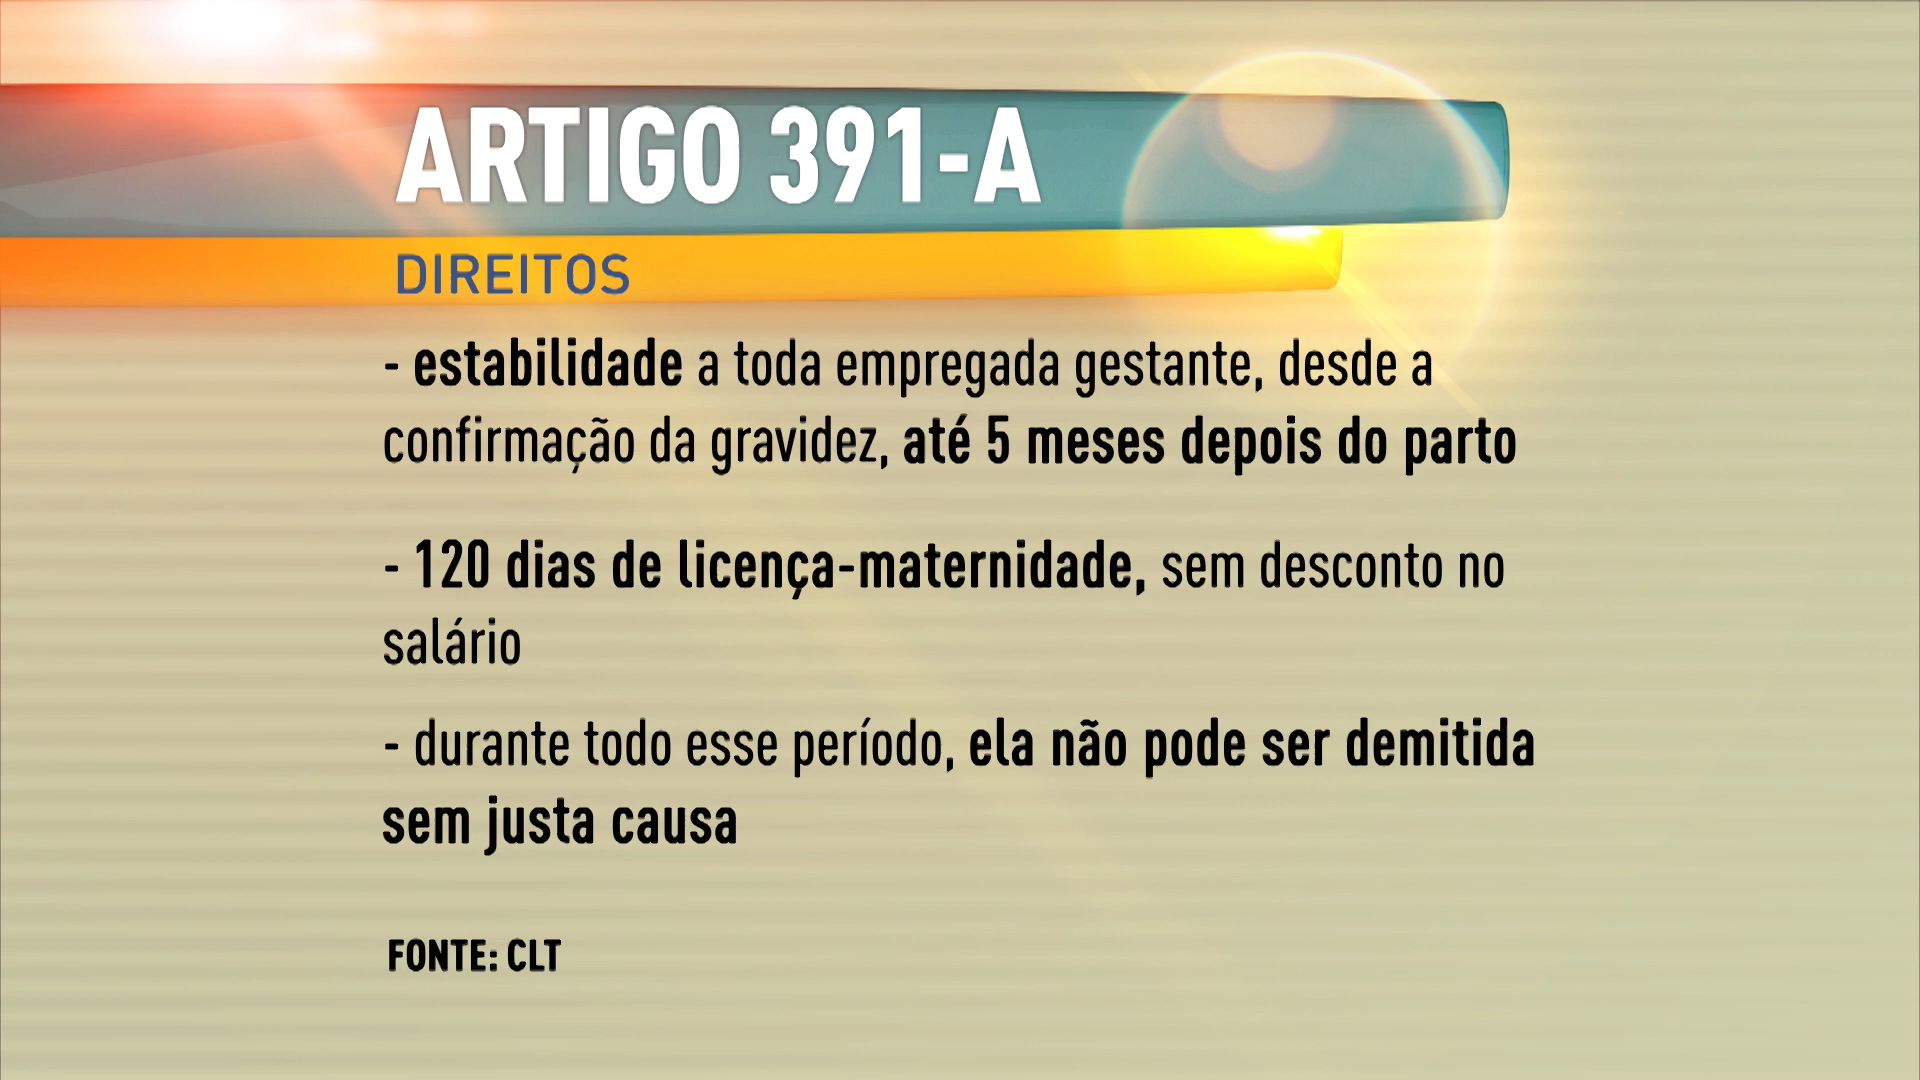 ARTIGO 391-A
DIREITOS
- estabilidade a toda empregada gestante, desde a
confirmação da gravidez, até 5 meses depois do parto
- 120 dias de licença-maternidade, sem desconto no
salário
- durante todo esse período, ela não pode ser demitida
sem justa causa
FONTE: CLT